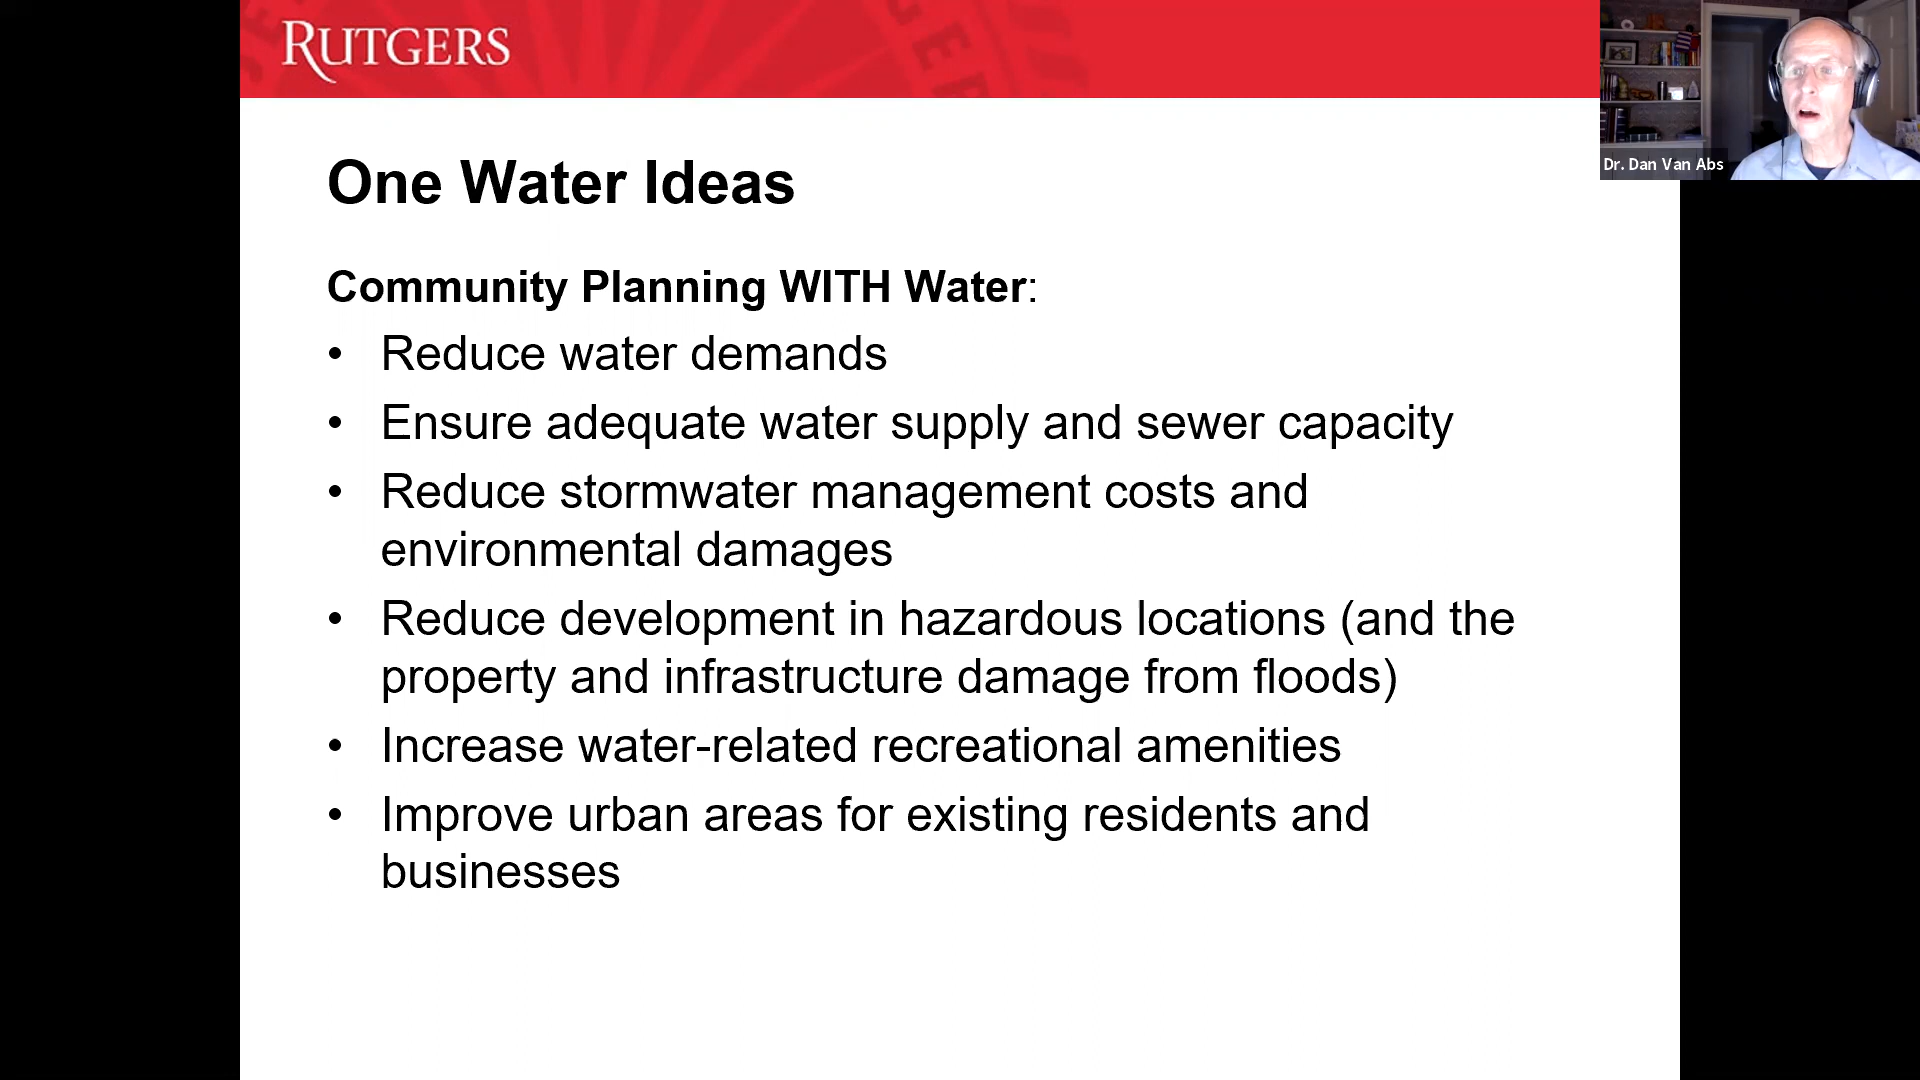 RUTGERS
Dr. Dan Van Abs
One Water Ideas
Community Planning WITH Water:
• Reduce water demands
• Ensure adequate water supply and sewer capacity
• Reduce stormwater management costs and
environmental damages
• Reduce development in hazardous locations (and the
property and infrastructure damage from floods)
• Increase water-related recreational amenities
• Improve urban areas for existing residents and
businesses